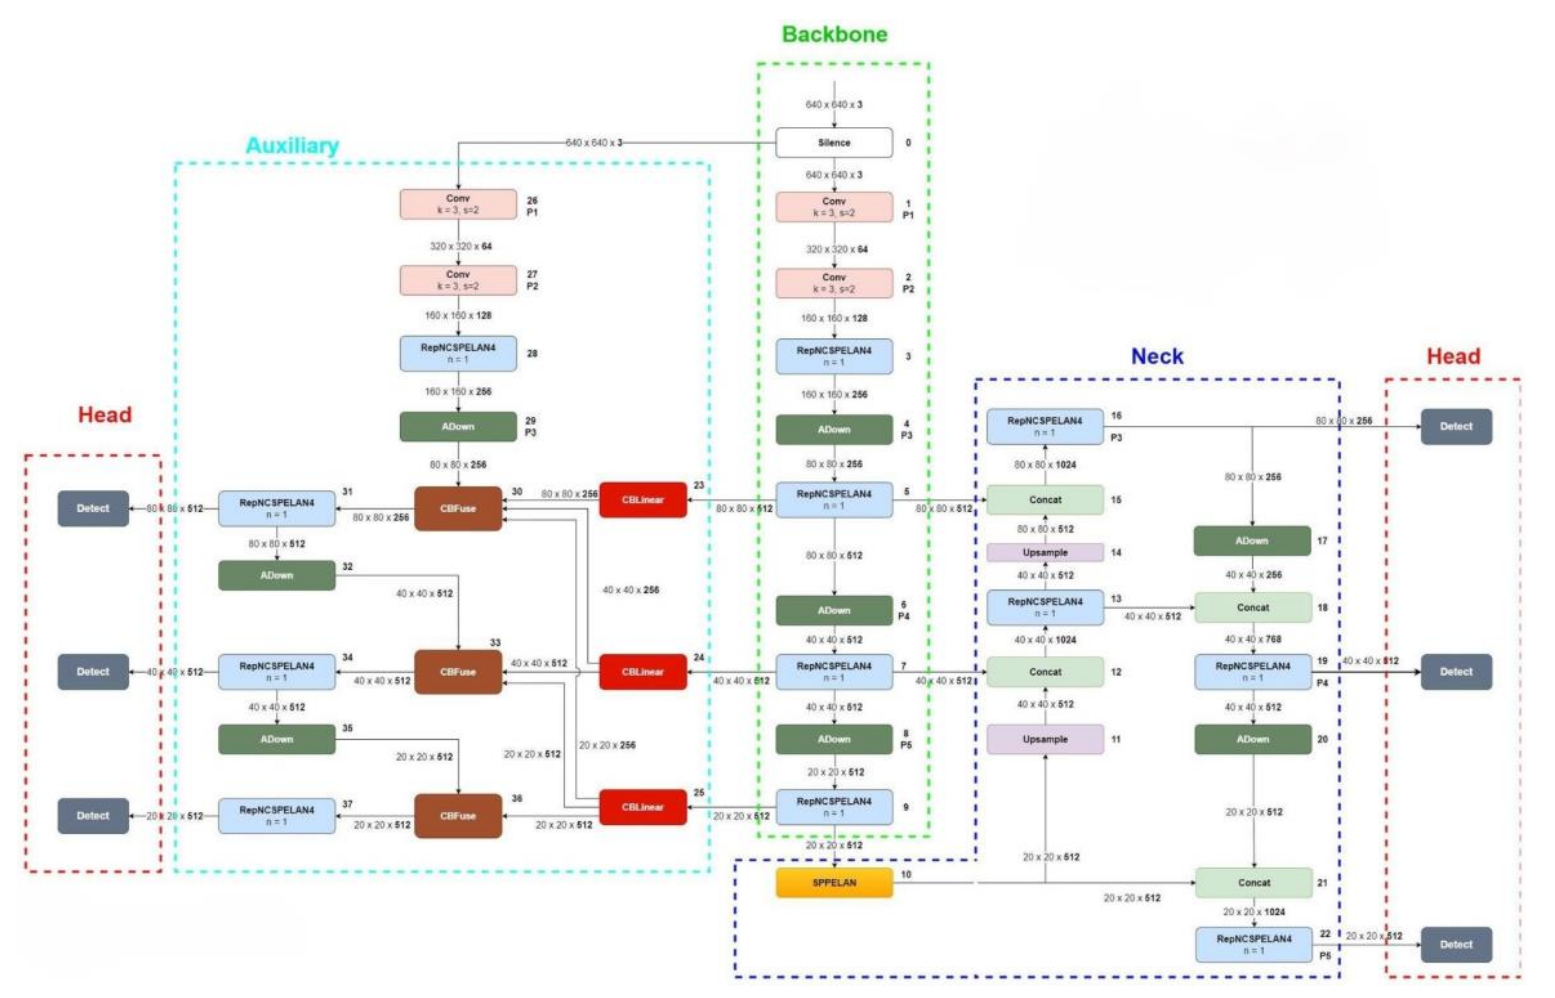 Backbone
640 x 640 x 3
Silence
0
640 x 640 x 3
640 x 640 x 3
Conv
k = 3, s=2
1
P1
320 x 320 x 64
Conv
k = 3, s=2
2
P2
160 x 160 x 128
RepNCSPELAN4
n = 1
3
160 x 160 x 256
ADown
4
P3
80 x 80 x 256
RepNCSPELAN4
n = 1
5
80 x 80 x 512
80 x 80 x 512
80 x 80 x 512
ADown
6
P4
40 x 40 x 512
RepNCSPELAN4
n = 1
7
40 x 40 x 512
40 x 40 x 512
40 x 40 x 512
ADown
8
P5
20 x 20 x 512
RepNCSPELAN4
n = 1
9
20 x 20 x 512
20 x 20 x 512
Auxiliary
Conv
k = 3, s=2
26
P1
320 x 320 x 64
Conv
k = 3, s=2
27
P2
160 x 160 x 128
RepNCSPELAN4
n = 1
28
160 x 160 x 256
ADown
29
P3
80 x 80 x 256
CBFuse
30
80 x 80 x 256
CBLinear
23
80 x 80 x 256
RepNCSPELAN4
n = 1
31
80 x 80 x 512
80 x 80 x 512
ADown
32
40 x 40 x 512
40 x 40 x 256
CBFuse
33
40 x 40 x 512
CBLinear
24
40 x 40 x 512
RepNCSPELAN4
n = 1
34
40 x 40 x 512
40 x 40 x 512
ADown
35
20 x 20 x 512
20 x 20 x 512
20 x 20 x 256
CBFuse
36
20 x 20 x 512
CBLinear
25
20 x 20 x 512
RepNCSPELAN4
n = 1
37
20 x 20 x 512
Head
Detect
Detect
Detect
Neck
SPPELAN
10
20 x 20 x 512
20 x 20 x 512
Upsample
11
40 x 40 x 512
Concat
12
40 x 40 x 1024
RepNCSPELAN4
n = 1
13
40 x 40 x 512
40 x 40 x 512
Upsample
14
80 x 80 x 512
Concat
15
80 x 80 x 1024
RepNCSPELAN4
n = 1
16
P3
80 x 80 x 256
80 x 80 x 256
ADown
17
40 x 40 x 256
Concat
18
40 x 40 x 768
RepNCSPELAN4
n = 1
19
P4
40 x 40 x 512
40 x 40 x 512
ADown
20
20 x 20 x 512
Concat
21
20 x 20 x 1024
RepNCSPELAN4
n = 1
22
P5
20 x 20 x 512
Head
Detect
Detect
Detect